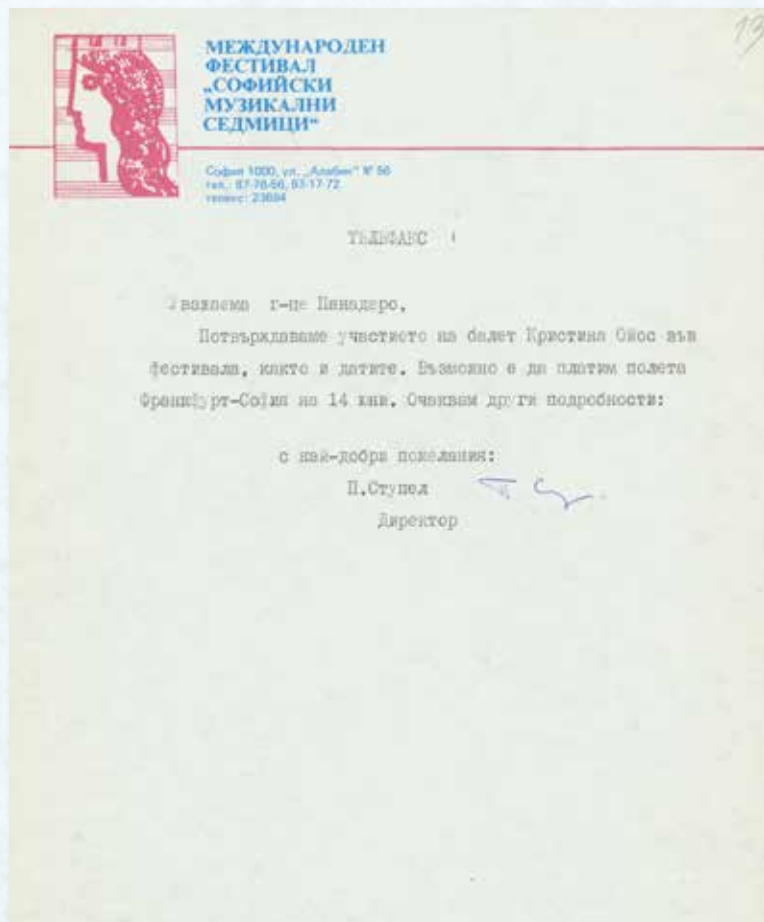 13
МЕЖДУНАРОДЕН
ФЕСТИВАЛ
„СОФИЙСКИ
МУЗИКАЛНИ
СЕДМИЦИ“
София 1000, ул. „Алабин“ № 56
тел.: 87-76-56, 83-17-72
телекс: 23694
ТЕЛЕФАКС
Уважаема г-це Панадеро,
Потвърждаваме участието на балет Кристина Ойос във
фестивала, както и датите. Възможно е да платим полета
Франкфурт-София на 14 юни. Очаквам други подробности:
с най-добри пожелания:
П.Ступел
Директор